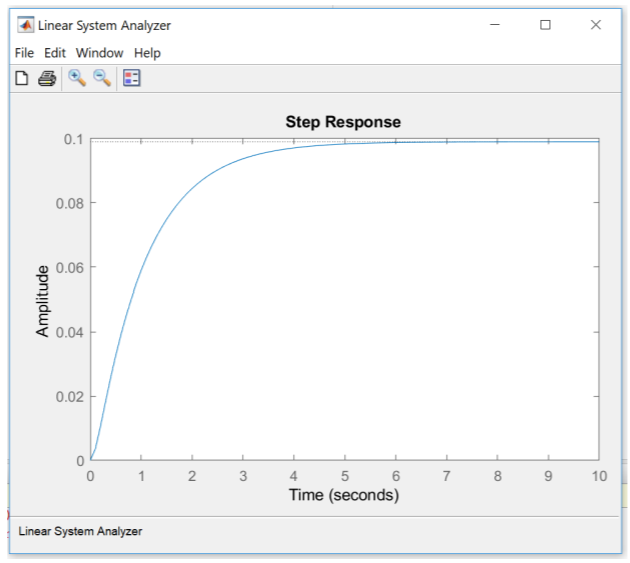 Linear System Analyzer
File Edit Window Help
Step Response
0.1
0.08
0.06
0.04
0.02
0
Amplitude
0 1 2 3 4 5 6 7 8 9 10
Time (seconds)
Linear System Analyzer